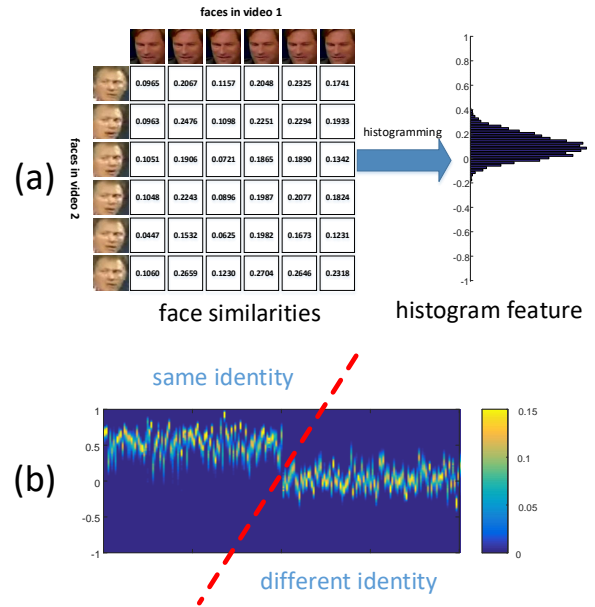 faces in video 1
faces in video 2
0.0965 0.2067 0.1157 0.2048 0.2325 0.1741
0.0963 0.2476 0.1098 0.2251 0.2294 0.1933
0.1051 0.1906 0.0721 0.1865 0.1890 0.1342
0.1048 0.2243 0.0896 0.1987 0.2077 0.1824
0.0447 0.1532 0.0625 0.1982 0.1673 0.1231
0.1060 0.2659 0.1230 0.2704 0.2646 0.2318
(a)
histogramming
1
0.8
0.6
0.4
0.2
0
-0.2
-0.4
-0.6
-0.8
-1
face similarities
histogram feature
same identity
(b)
1
0.5
0
-0.5
-1
0.15
0.1
0.05
0
different identity